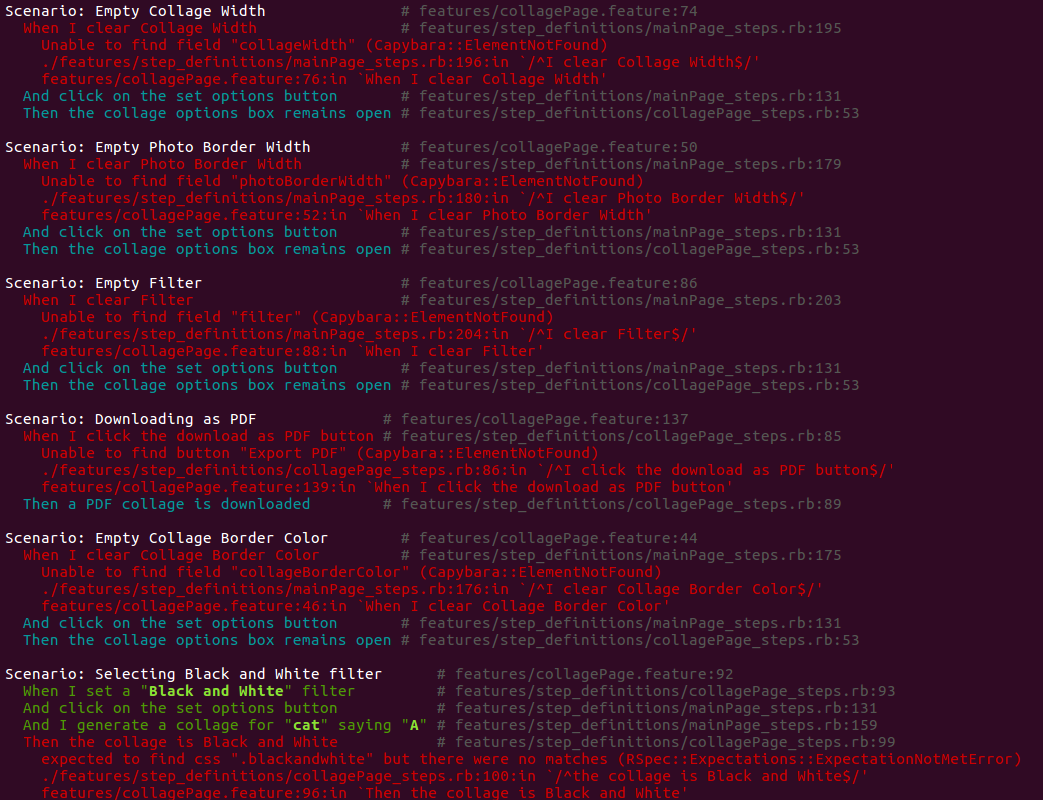 Scenario: Empty Collage Width # features/collagePage.feature:74
When I clear Collage Width # features/step_definitions/mainPage_steps.rb:195
Unable to find field "collageWidth" (Capybara::ElementNotFound)
./features/step_definitions/mainPage_steps.rb:196:in `/^I clear Collage Width$/'
features/collagePage.feature:76:in `When I clear Collage Width'
And click on the set options button # features/step_definitions/mainPage_steps.rb:131
Then the collage options box remains open # features/step_definitions/collagePage_steps.rb:53
Scenario: Empty Photo Border Width # features/collagePage.feature:50
When I clear Photo Border Width # features/step_definitions/mainPage_steps.rb:179
Unable to find field "photoBorderWidth" (Capybara::ElementNotFound)
./features/step_definitions/mainPage_steps.rb:180:in `/^I clear Photo Border Width$/'
features/collagePage.feature:52:in `When I clear Photo Border Width'
And click on the set options button # features/step_definitions/mainPage_steps.rb:131
Then the collage options box remains open # features/step_definitions/collagePage_steps.rb:53
Scenario: Empty Filter # features/collagePage.feature:86
When I clear Filter # features/step_definitions/mainPage_steps.rb:203
Unable to find field "filter" (Capybara::ElementNotFound)
./features/step_definitions/mainPage_steps.rb:204:in `/^I clear Filter$/'
features/collagePage.feature:88:in `When I clear Filter'
And click on the set options button # features/step_definitions/mainPage_steps.rb:131
Then the collage options box remains open # features/step_definitions/collagePage_steps.rb:53
Scenario: Downloading as PDF # features/collagePage.feature:137
When I click the download as PDF button # features/step_definitions/collagePage_steps.rb:85
Unable to find button "Export PDF" (Capybara::ElementNotFound)
./features/step_definitions/collagePage_steps.rb:86:in `/^I click the download as PDF button$/'
features/collagePage.feature:139:in `When I click the download as PDF button'
Then a PDF collage is downloaded # features/step_definitions/collagePage_steps.rb:89
Scenario: Empty Collage Border Color # features/collagePage.feature:44
When I clear Collage Border Color # features/step_definitions/mainPage_steps.rb:175
Unable to find field "collageBorderColor" (Capybara::ElementNotFound)
./features/step_definitions/mainPage_steps.rb:176:in `/^I clear Collage Border Color$/'
features/collagePage.feature:46:in `When I clear Collage Border Color'
And click on the set options button # features/step_definitions/mainPage_steps.rb:131
Then the collage options box remains open # features/step_definitions/collagePage_steps.rb:53
Scenario: Selecting Black and White filter # features/collagePage.feature:92
When I set a "Black and White" filter # features/step_definitions/collagePage_steps.rb:93
And click on the set options button # features/step_definitions/mainPage_steps.rb:131
And I generate a collage for "cat" saying "A" # features/step_definitions/mainPage_steps.rb:159
Then the collage is Black and White # features/step_definitions/collagePage_steps.rb:99
expected to find css ".blackandwhite" but there were no matches (RSpec::Expectations::ExpectationNotMetError)
./features/step_definitions/collagePage_steps.rb:100:in `/^the collage is Black and White$/'
features/collagePage.feature:96:in `Then the collage is Black and White'